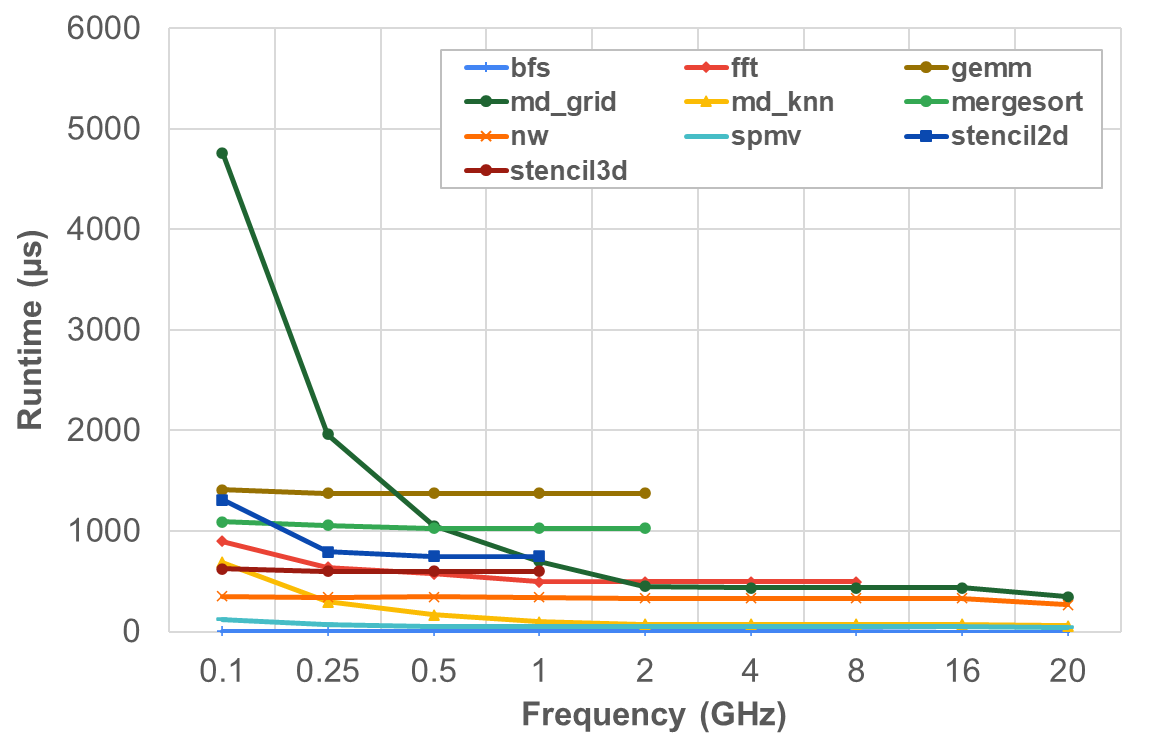 6000
5000
4000
3000
2000
1000
0
Runtime (µs)
bfs fft gemm
md_grid md_knn mergesort
nw spmv stencil2d
stencil3d
0.1 0.25 0.5 1 2 4 8 16 20
Frequency (GHz)